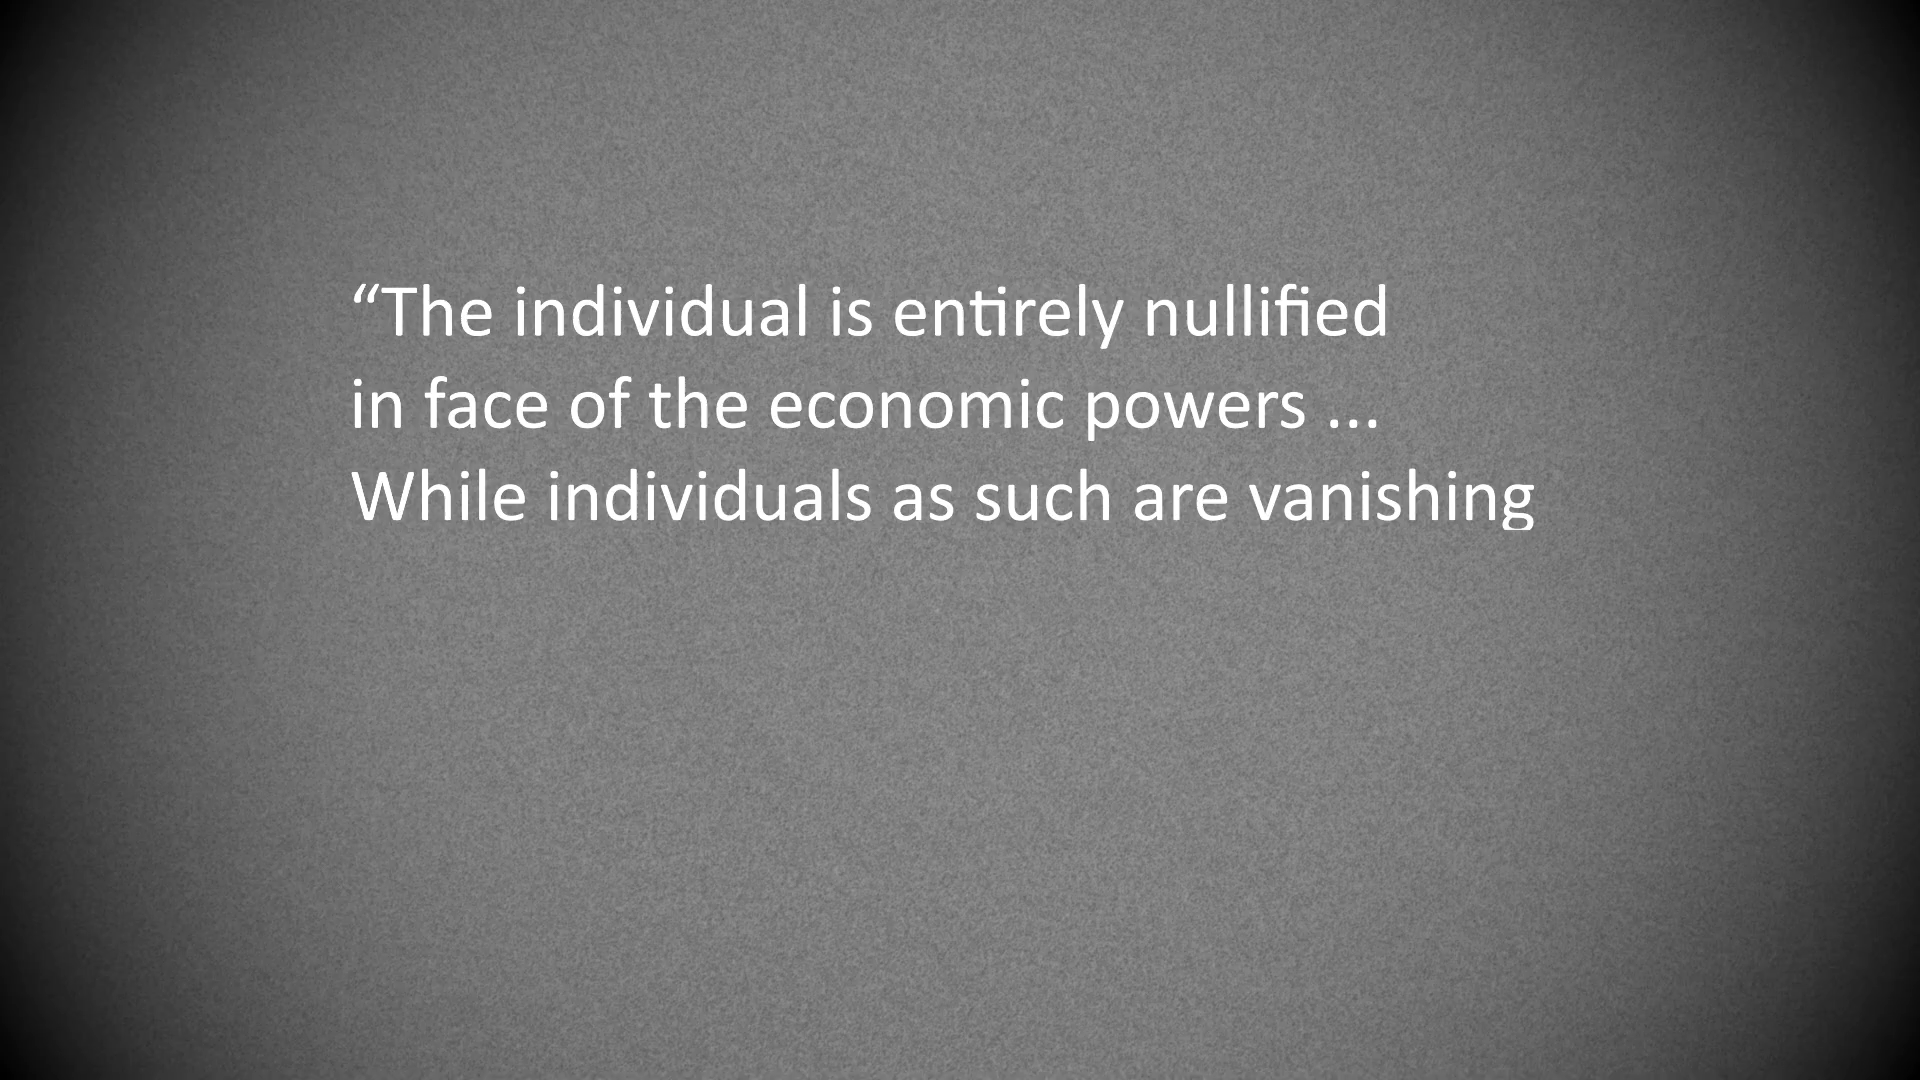 “The individual is entirely nullified
in face of the economic powers ...
While individuals as such are vanishing